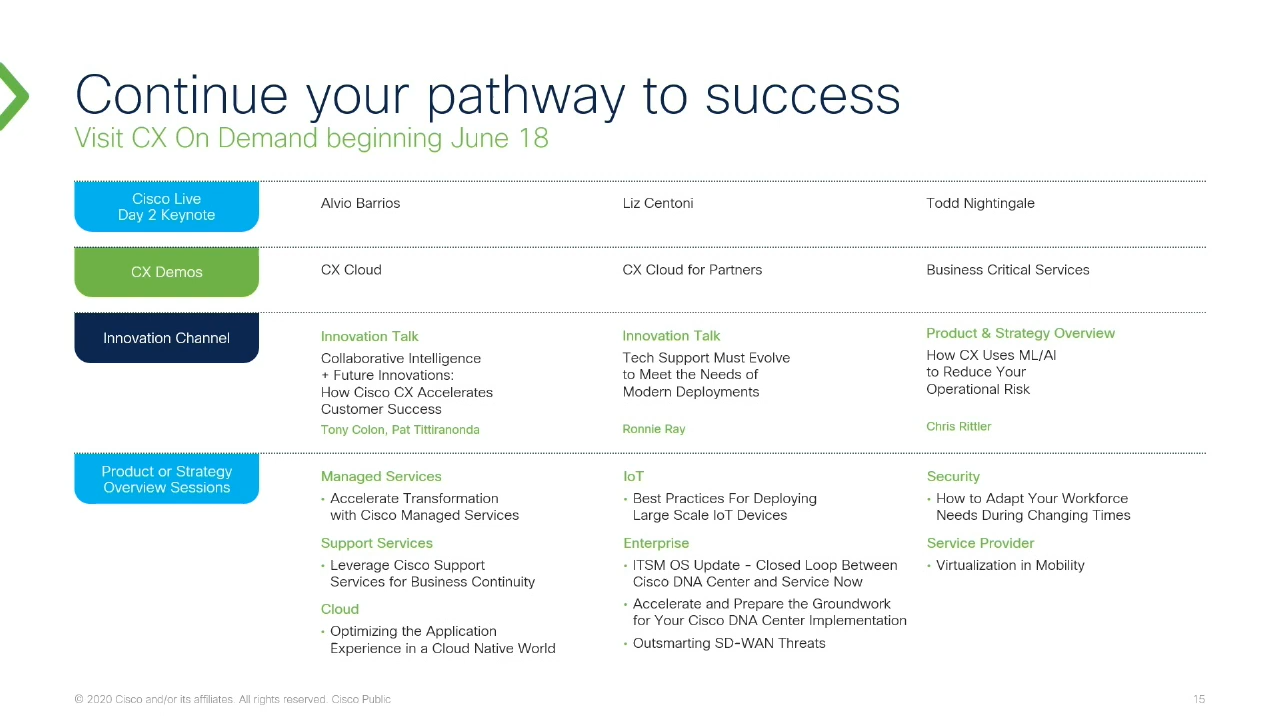 Continue your pathway to success
Visit CX On Demand beginning June 18
Cisco Live
Day 2 Keynote
Alvio Barrios
Liz Centoni
Todd Nightingale
CX Demos
CX Cloud
CX Cloud for Partners
Business Critical Services
Innovation Channel
Innovation Talk
Collaborative Intelligence
+ Future Innovations:
How Cisco CX Accelerates
Customer Success
Tony Colon, Pat Tittiranonda
Innovation Talk
Tech Support Must Evolve
to Meet the Needs of
Modern Deployments
Ronnie Ray
Product & Strategy Overview
How CX Uses ML/AI
to Reduce Your
Operational Risk
Chris Rittler
Product or Strategy
Overview Sessions
Managed Services
• Accelerate Transformation
with Cisco Managed Services
Support Services
• Leverage Cisco Support
Services for Business Continuity
Cloud
• Optimizing the Application
Experience in a Cloud Native World
IoT
• Best Practices For Deploying
Large Scale IoT Devices
Enterprise
• ITSM OS Update - Closed Loop Between
Cisco DNA Center and Service Now
• Accelerate and Prepare the Groundwork
for Your Cisco DNA Center Implementation
• Outsmarting SD-WAN Threats
Security
• How to Adapt Your Workforce
Needs During Changing Times
Service Provider
• Virtualization in Mobility
© 2020 Cisco and/or its affiliates. All rights reserved. Cisco Public
15